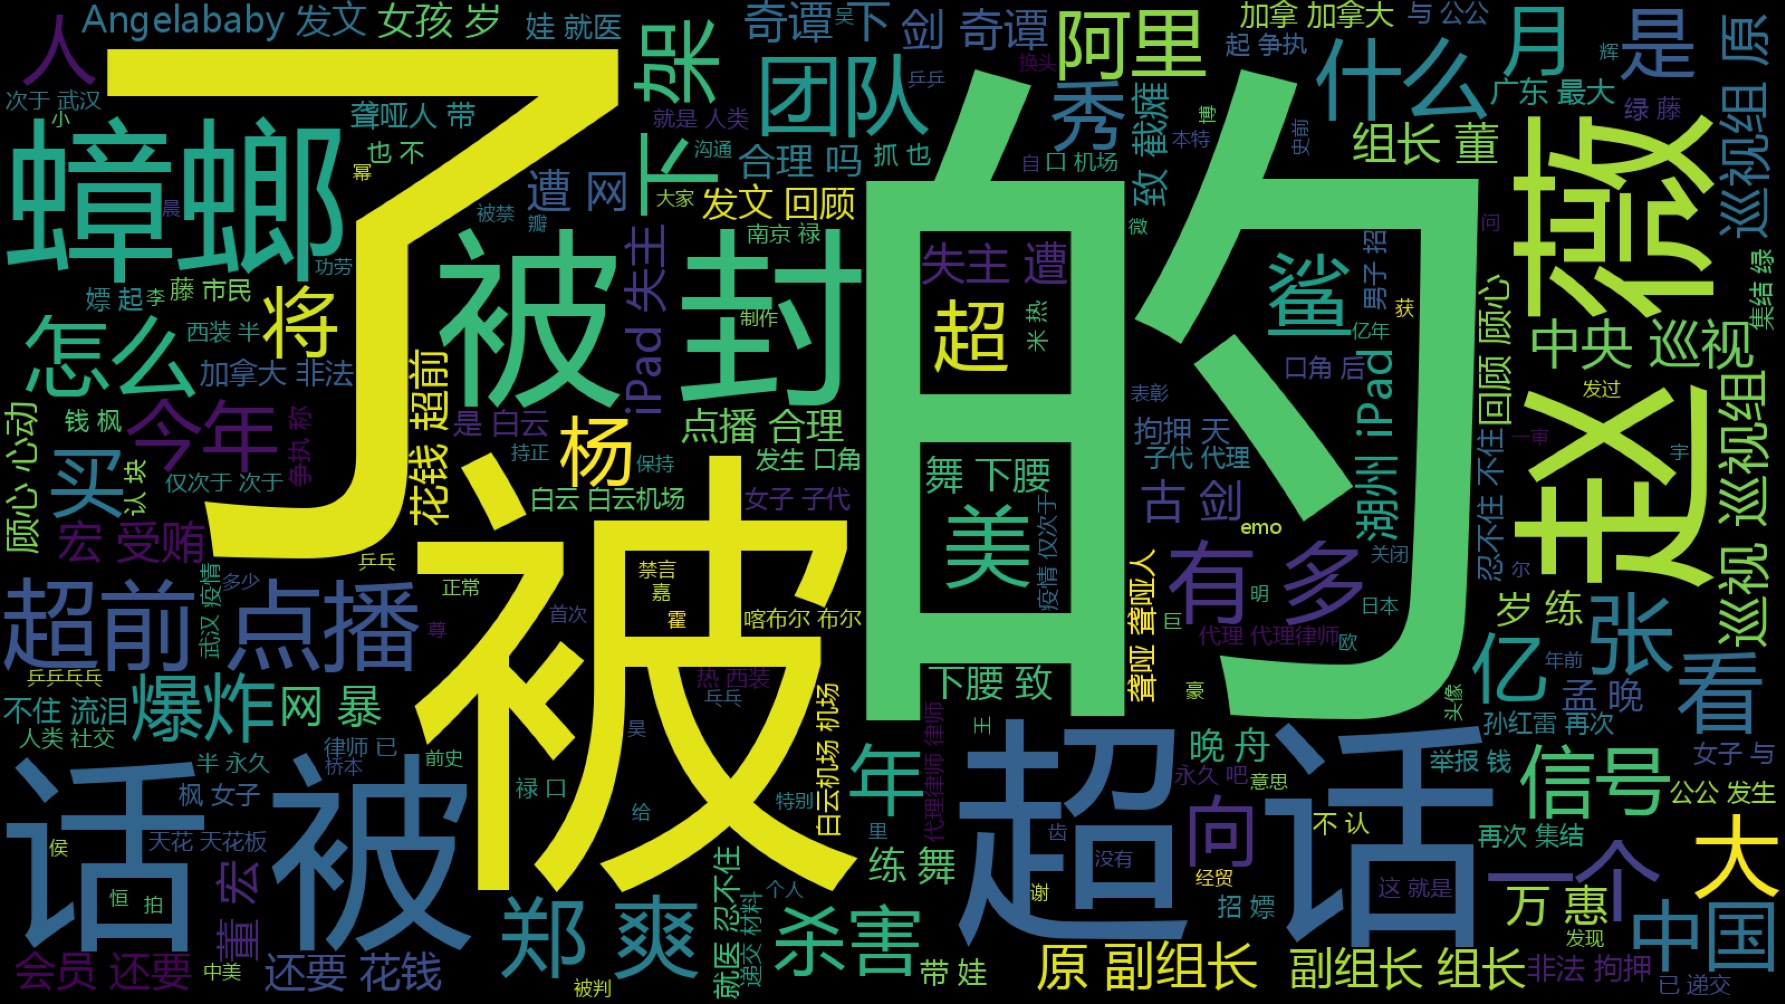 Angelababy 发文
女孩 岁
娃 就医
奇谭 下
吴
剑 奇谭
阿里
加拿 加拿大
与 公公
起 争执
月
是
辉
巡视组 原
人
次于 武汉
小
了
架
下
团队
乒乒
换头
秀
截瘫
致
博
本特
史前
什么
广东 最大
绿 藤
组长 董
聋哑人 带
也 不
幂
就是 人类
沟通
合理 吗
抓 也
自
口 机场
蟑螂
晨
功劳
遭 网
被禁
瓣
大家
发文 回顾
南京 禄
的
微
问
赵薇
集结 绿
嫖 起
李
藤 市民
将
被封
iPad 失主
制作
失主 遭
超
米 热
鲨
男子 招
获
亿年
口角 后
湖州 iPad
回顾 顾心
中央 巡视
怎么
西装 半
加拿大 非法
花钱 超前
发过
表彰
顾心 心动
钱 枫
今年
争执 称
是 白云
持正
杨
保持
点播 合理
发生 口角
拘押 天
子代 代理
一审
宇
巡视 巡视组
买
认 块
仅次于 次于
白云 白云机场
女子 子代
舞 下腰
美
疫情 仅次于
古 剑
emo
忍不住 不住
宏 受贿
乒乓
被
关闭
超前 点播
武汉 疫情
多少
尊
正常
首次
禁言
嘉
霍
喀布尔 布尔
聋哑 聋哑人
有 多
明
巨
日本
代理 代理律师
欧
尔
岁 练
张
乒乒乓乓
热 西装
乒乓
下腰 致
豪
头像
亿
年前
孟 晚
看
不住 流泪
人类 社交
爆炸
网 暴
半 永久
律师 已
桥本
前史
昊
白云机场 机场
代理律师 律师
王
晚 舟
永久 吧
意思
孙红雷 再次
举报 钱
信号
女子 与
公公 发生
话 被
枫 女子
天花 天花板
侯
恒
拍
禄 口
给
特别
年
里
超话
齿
没有
谢
向
不 认
经贸
这 就是
招 嫖
再次 集结
一个
大
董 宏
郑 爽
就医 忍不住
递交 材料
个人
练 舞
杀害
带 娃
万 惠
发现
中国
会员 还要
中美
还要 花钱
被判
原 副组长
副组长 组长
非法 拘押
已 递交